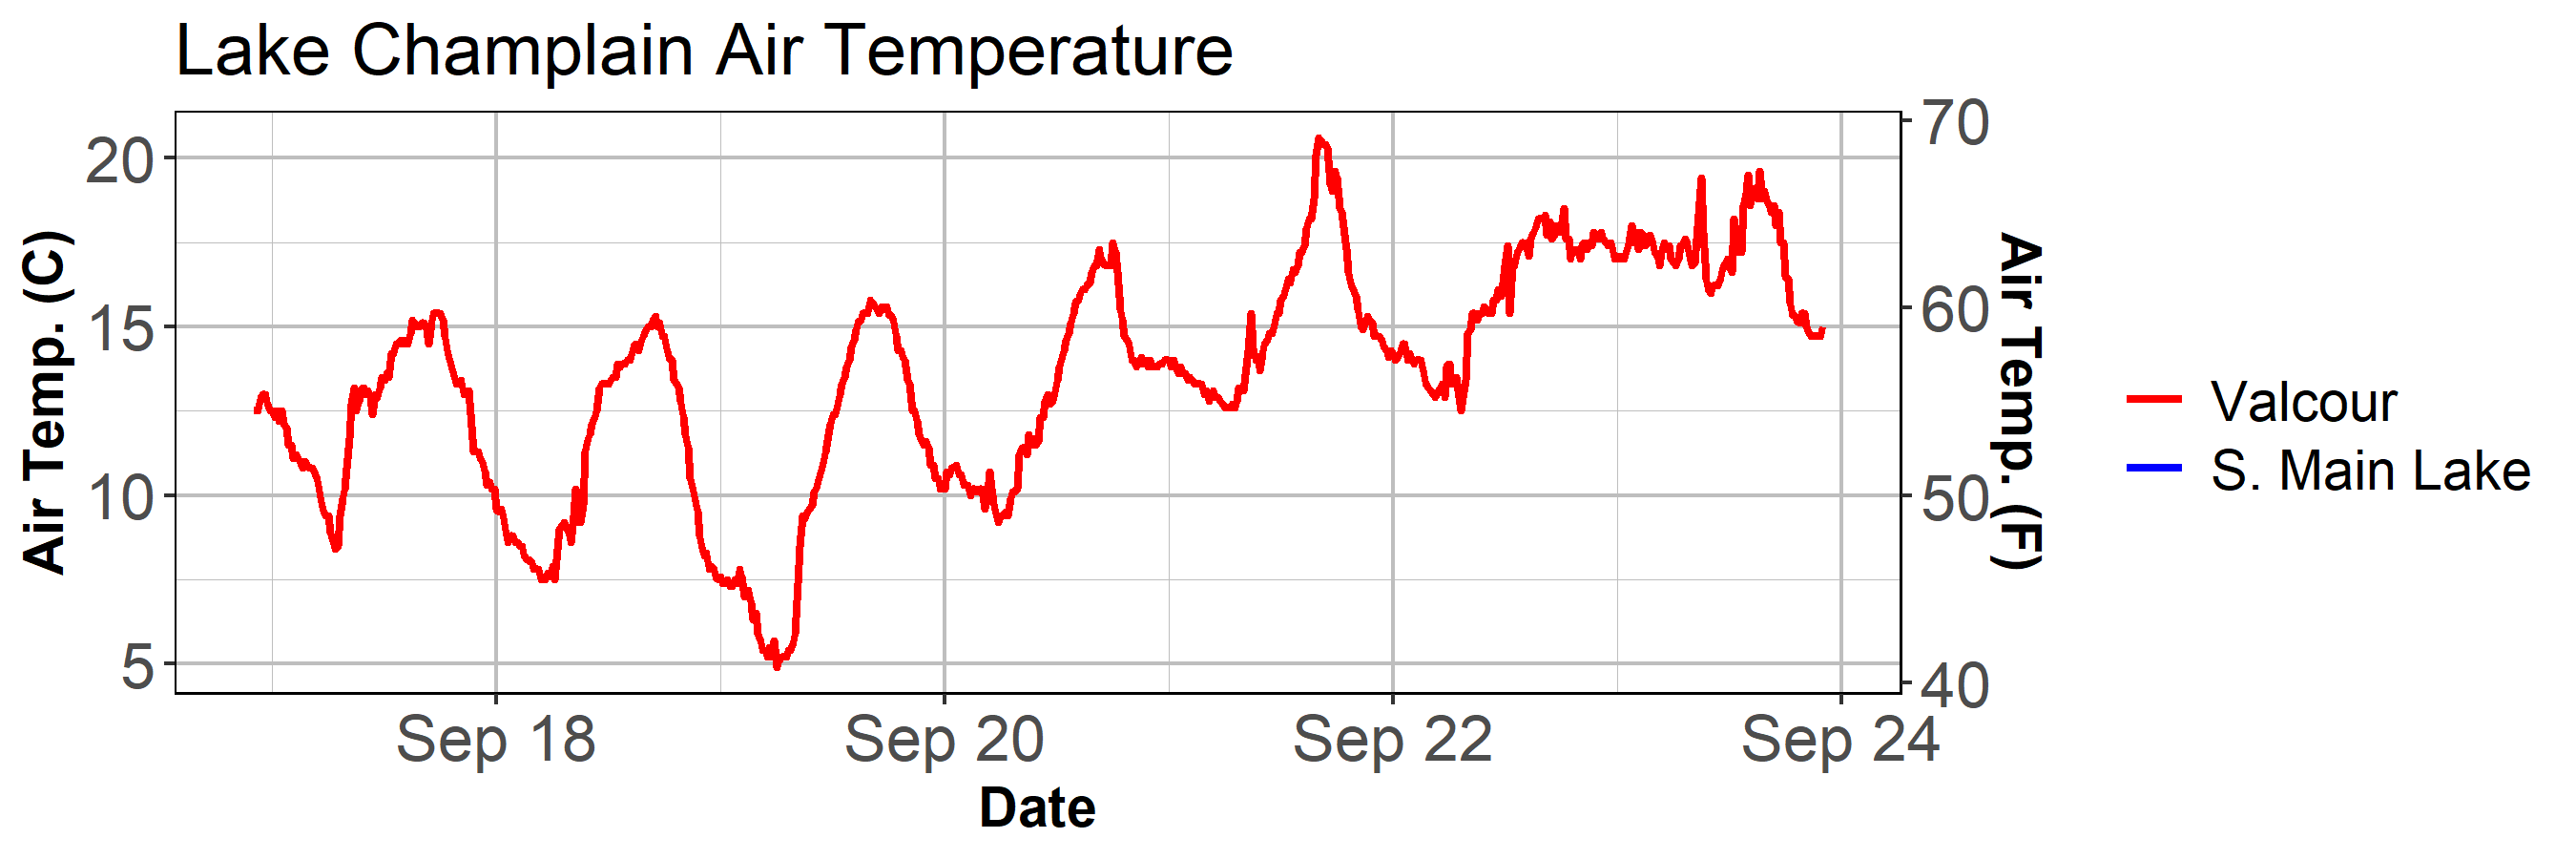 Lake Champlain Air Temperature
Air Temp. (C)
20
15
10
5
70
60
50
40
Air Temp. (F)
Sep 18
Sep 20
Sep 22
Sep 24
Date
Valcour
S. Main Lake